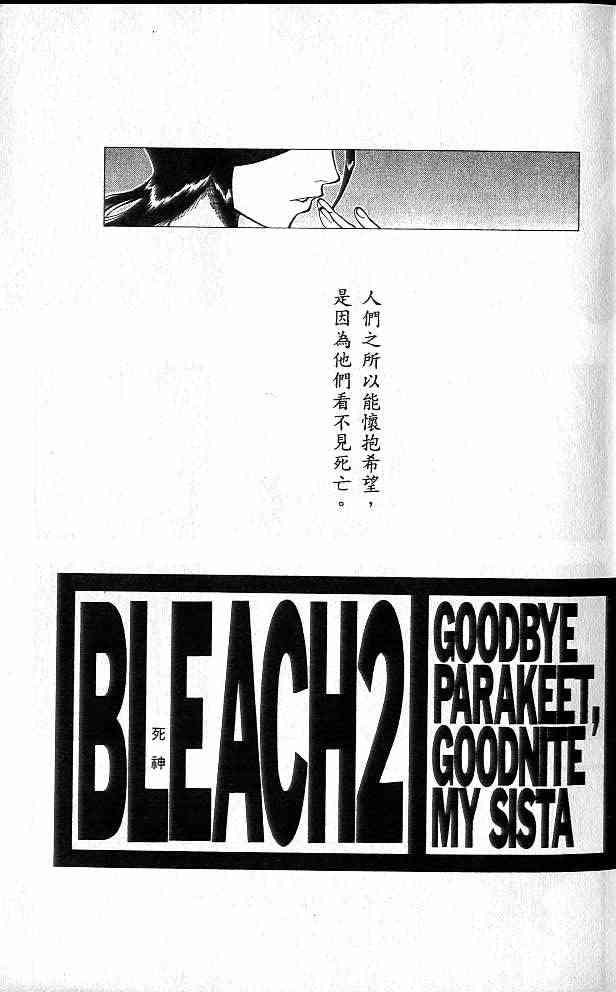 人們之所以能懷抱希望，
是因為他們看不見死亡。
BLEACH2
死神
GOODBYE
PARAKEET,
GOODNITE
MY SISTA